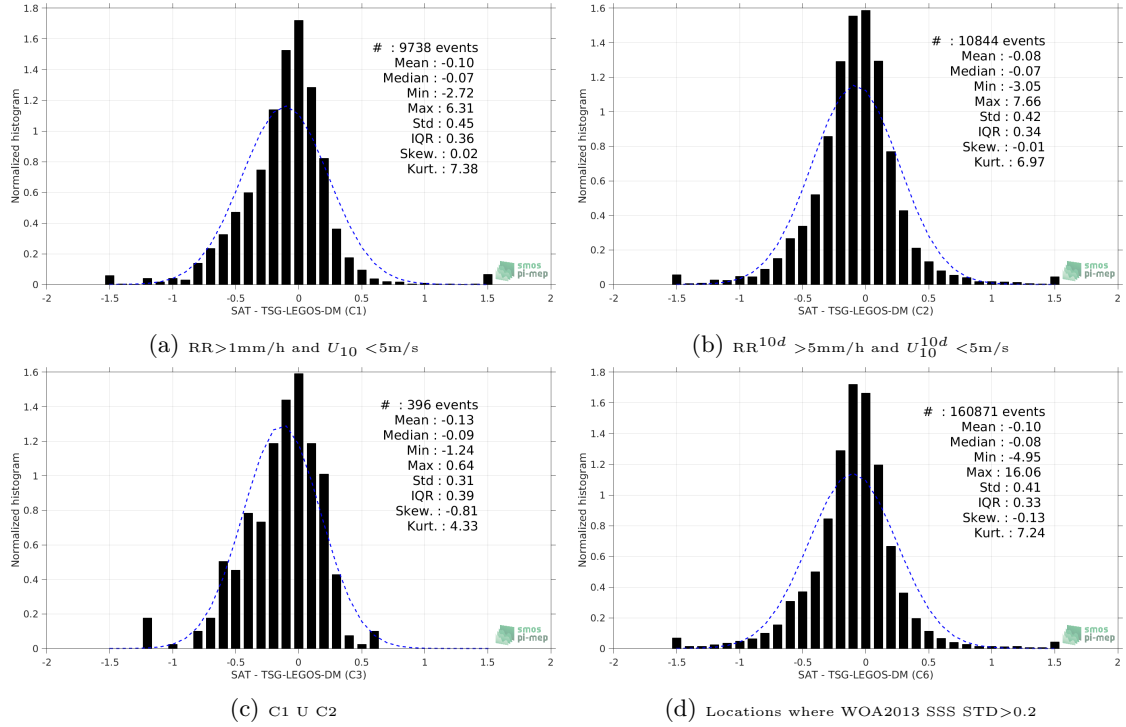 1.8
1.6
1.4
1.2
1
0.8
0.6
0.4
0.2
0
Normalized histogram
# : 9738 events
Mean : -0.10
Median : -0.07
Min : -2.72
Max : 6.31
Std : 0.45
IQR : 0.36
Skew. : 0.02
Kurt. : 7.38
smos
pi-mep
-2 -1.5 -1 -0.5 0 0.5 1 1.5 2
SAT - TSG-LEGOS-DM (C1)
(a) RR>1mm/h and U10 <5m/s
1.6
1.4
1.2
1
0.8
0.6
0.4
0.2
0
Normalized histogram
# : 10844 events
Mean : -0.08
Median : -0.07
Min : -3.05
Max : 7.66
Std : 0.42
IQR : 0.34
Skew. : -0.01
Kurt. : 6.97
smos
pi-mep
-2 -1.5 -1 -0.5 0 0.5 1 1.5 2
SAT - TSG-LEGOS-DM (C2)
(b) RR10d >5mm/h and U10 10d <5m/s
1.6
1.4
1.2
1
0.8
0.6
0.4
0.2
0
Normalized histogram
# : 396 events
Mean : -0.13
Median : -0.09
Min : -1.24
Max : 0.64
Std : 0.31
IQR : 0.39
Skew. : -0.81
Kurt. : 4.33
smos
pi-mep
-2 -1.5 -1 -0.5 0 0.5 1 1.5 2
SAT - TSG-LEGOS-DM (C3)
(c) C1 U C2
1.8
1.6
1.4
1.2
1
0.8
0.6
0.4
0.2
0
Normalized histogram
# : 160871 events
Mean : -0.10
Median : -0.08
Min : -4.95
Max : 16.06
Std : 0.41
IQR : 0.33
Skew. : -0.13
Kurt. : 7.24
smos
pi-mep
-2 -1.5 -1 -0.5 0 0.5 1 1.5 2
SAT - TSG-LEGOS-DM (C6)
(d) Locations where WOA2013 SSS STD>0.2